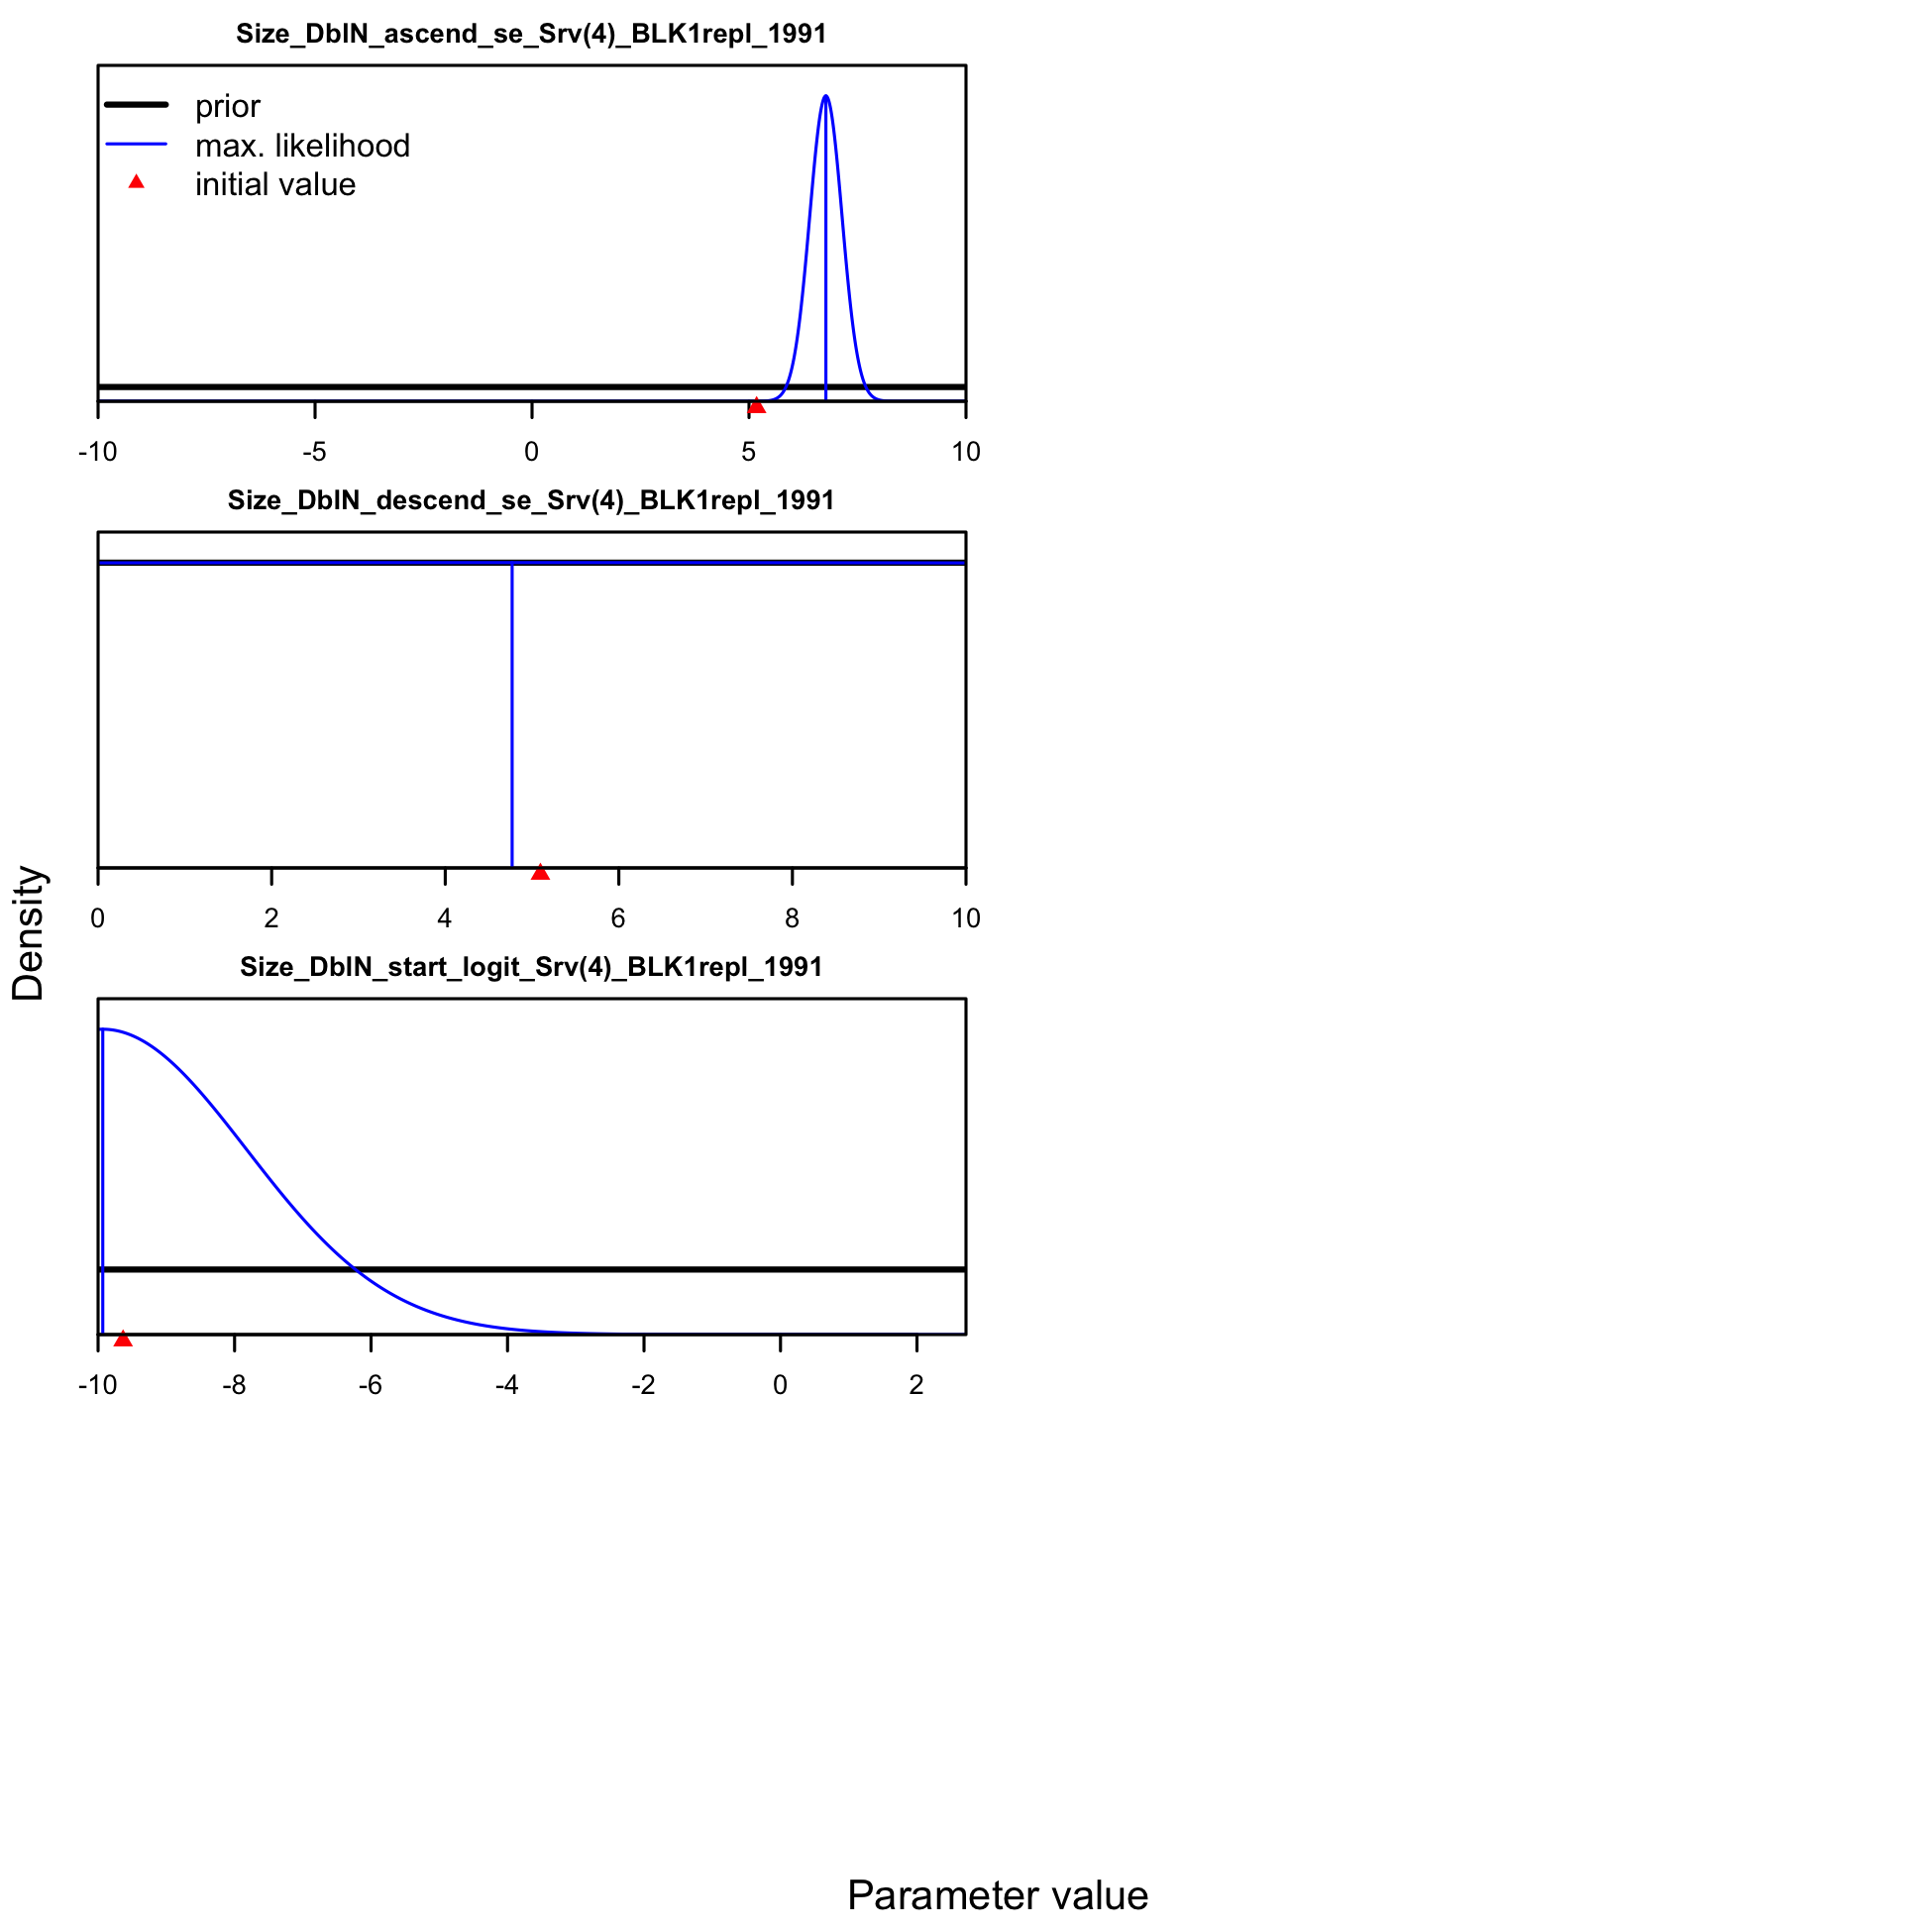 Size_DblN_ascend_se_Srv(4)_BLK1repl_1991
prior
max. likelihood
initial value
-10 -5 0 5 10
Size_DblN_descend_se_Srv(4)_BLK1repl_1991
0 2 4 6 8 10
Density
Size_DblN_start_logit_Srv(4)_BLK1repl_1991
-10 -8 -6 -4 -2 0 2
Parameter value